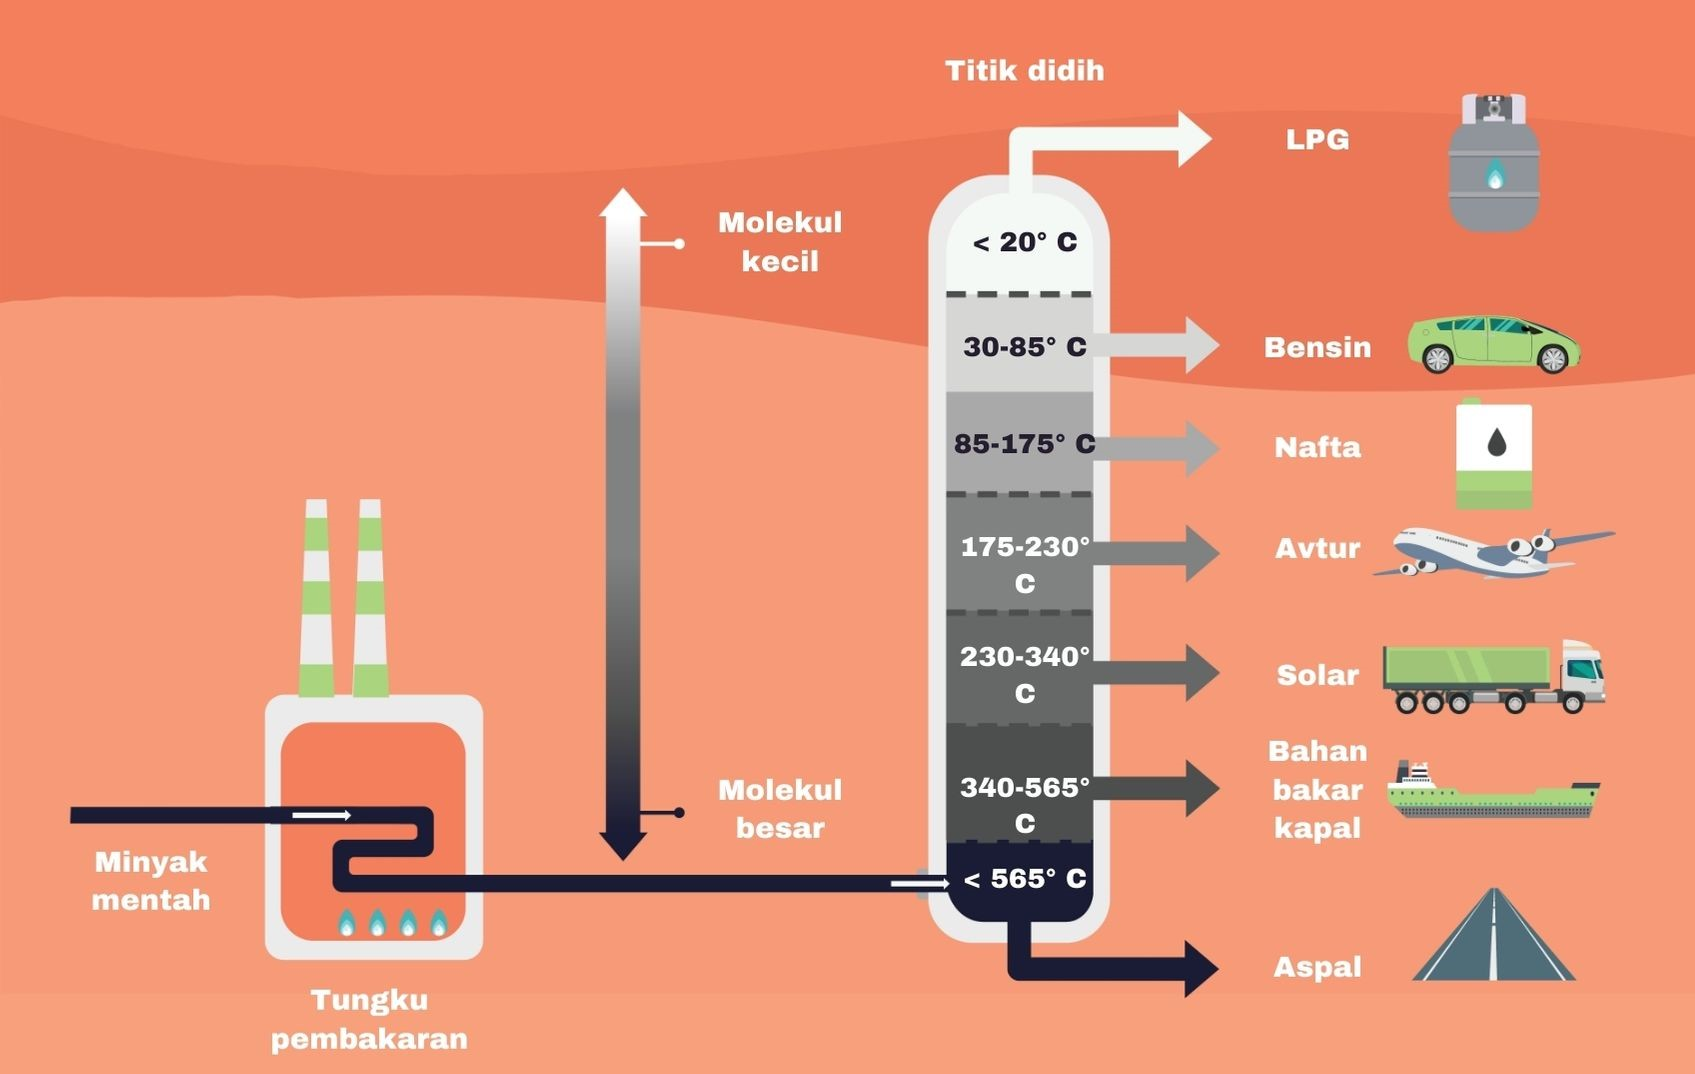 Titik didih
LPG
Molekul
kecil
< 20° C
30-85° C
Bensin
85-175° C
Nafta
175-230°
C
Avtur
230-340°
C
Solar
Molekul
besar
340-565°
C
Bahan
bakar
kapal
Minyak
mentah
< 565° C
Aspal
Tungku
pembakaran